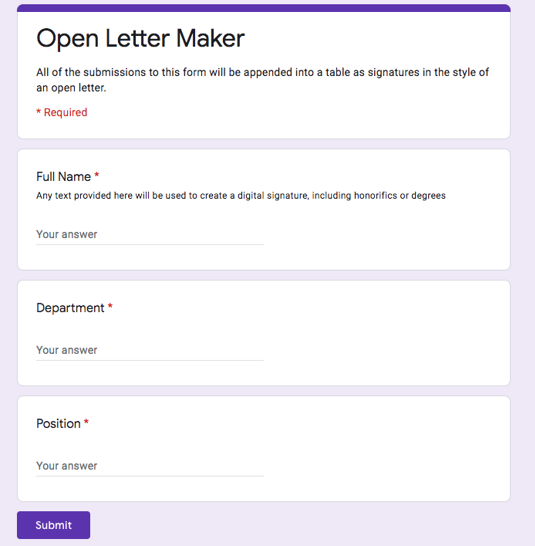 Open Letter Maker
All of the submissions to this form will be appended into a table as signatures in the style of
an open letter.
* Required
Full Name *
Any text provided here will be used to create a digital signature, including honorifics or degrees
Your answer
Department *
Your answer
Position *
Your answer
Submit